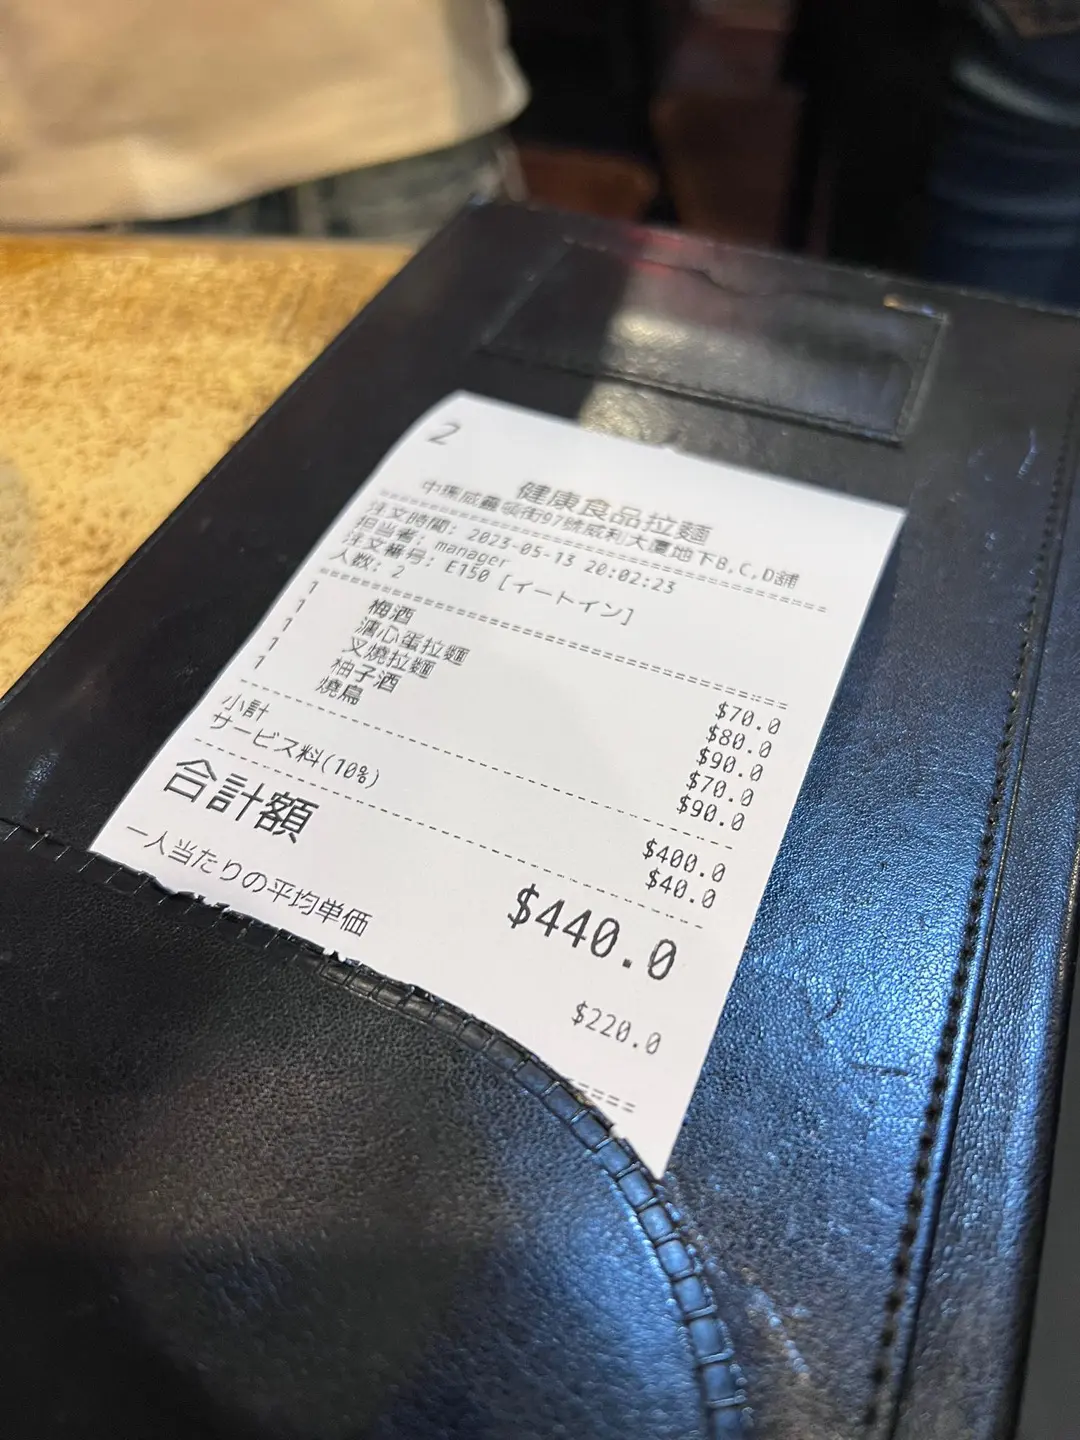 2
健康食品拉麵
中環威靈頓街97號威利大廈地下B,C,D舖
================================
注文時間: 2023-05-13 20:02:23
担当者: manager
注文番号: E150 [イートイン]
人数: 2
================================
1 梅酒 $70.0
1 溏心蛋拉麵 $80.0
1 叉燒拉麵 $90.0
1 柚子酒 $70.0
1 燒鳥 $90.0
--------------------------------
小計 $400.0
サービス料(10%) $40.0
--------------------------------
合計額 $440.0
一人当たりの平均単価 $220.0
=====